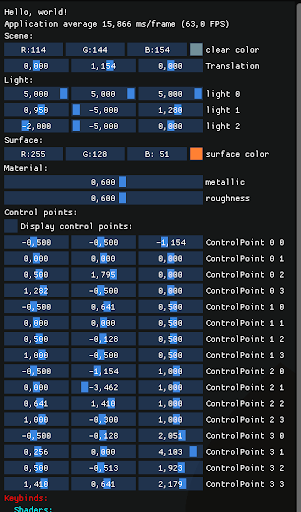 Hello, world!
Application average 15,866 ms/frame (63,0 FPS)
Scene:
R:114 G:144 B:154 clear color
0,000 1,154 0,000 Translation
Light:
5,000 5,000 5,000 light 0
0,950 -5,000 1,280 light 1
-2,000 -5,000 0,000 light 2
Surface:
R:255 G:128 B: 51 surface color
Material:
0,600 metallic
0,600 roughness
Control points:
Display control points:
-0,500 -0,500 -1,154 ControlPoint 0 0
0,000 0,000 0,000 ControlPoint 0 1
0,500 1,795 0,000 ControlPoint 0 2
1,282 -0,500 0,000 ControlPoint 0 3
-0,500 0,641 0,500 ControlPoint 1 0
0,000 0,000 0,500 ControlPoint 1 1
0,500 -0,128 0,500 ControlPoint 1 2
1,000 -0,500 0,500 ControlPoint 1 3
-0,500 -1,154 1,000 ControlPoint 2 0
0,000 -3,462 1,000 ControlPoint 2 1
0,641 1,410 1,000 ControlPoint 2 2
1,000 -0,300 1,000 ControlPoint 2 3
-0,500 -0,128 2,051 ControlPoint 3 0
0,256 0,000 4,103 ControlPoint 3 1
0,500 -0,513 1,923 ControlPoint 3 2
1,410 0,641 2,179 ControlPoint 3 3
Keybinds:
Shaders: